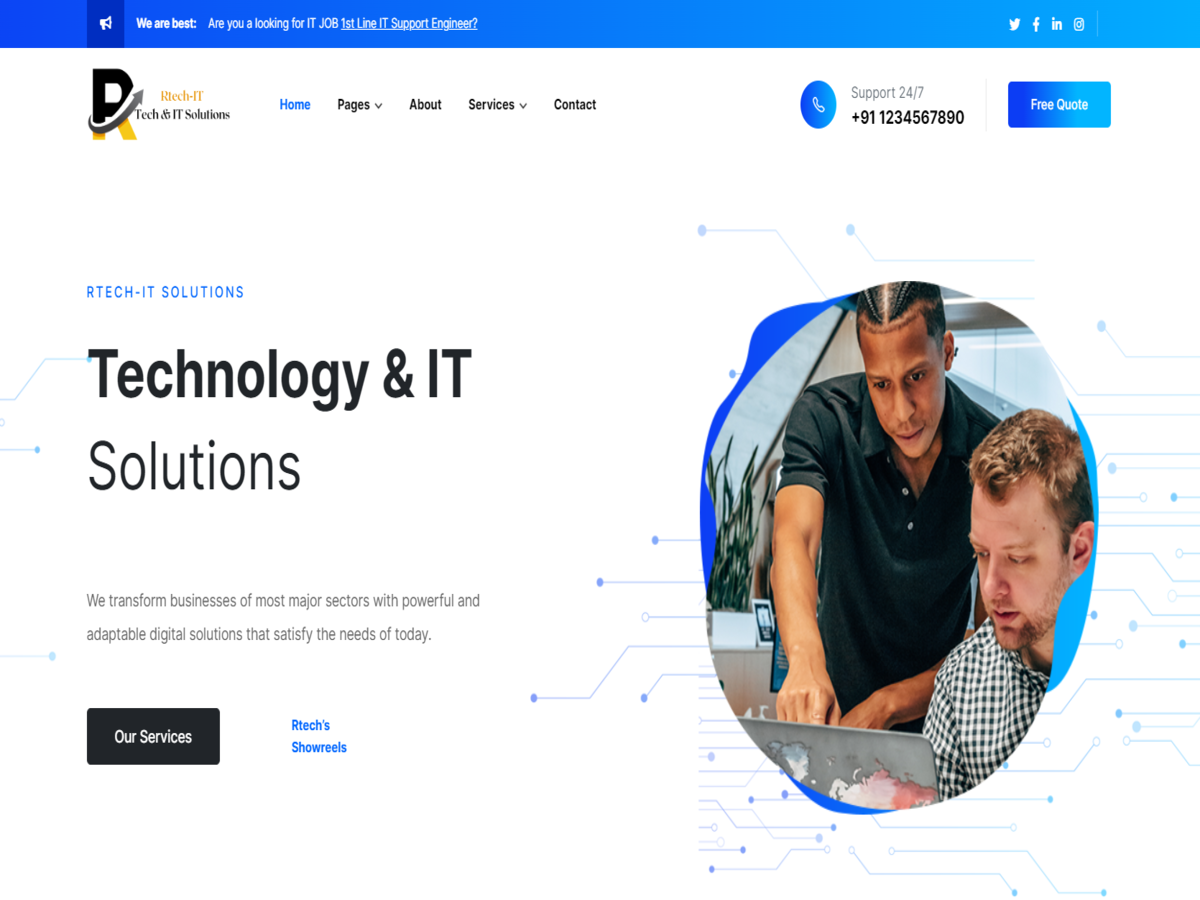 We are best: Are you a looking for IT JOB 1st Line IT Support Engineer?
Rtech-IT
Tech & IT Solutions
Home Pages About Services Contact
Support 24/7
+91 1234567890
Free Quote
RTECH-IT SOLUTIONS
Technology & IT
Solutions
We transform businesses of most major sectors with powerful and
adaptable digital solutions that satisfy the needs of today.
Our Services
Rtech's
Showreels